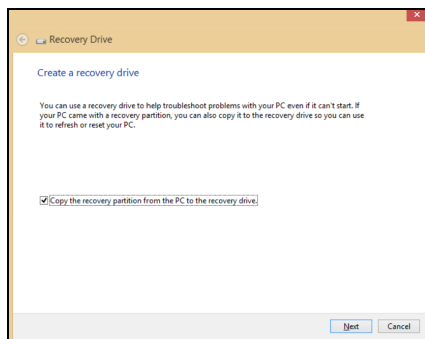 Recovery Drive
Create a recovery drive
You can use a recovery drive to help troubleshoot problems with your PC even if it can't start. If
your PC came with a recovery partition, you can also copy it to the recovery drive so you can use
it to refresh or reset your PC.
Copy the recovery partition from the PC to the recovery drive.
Next Cancel